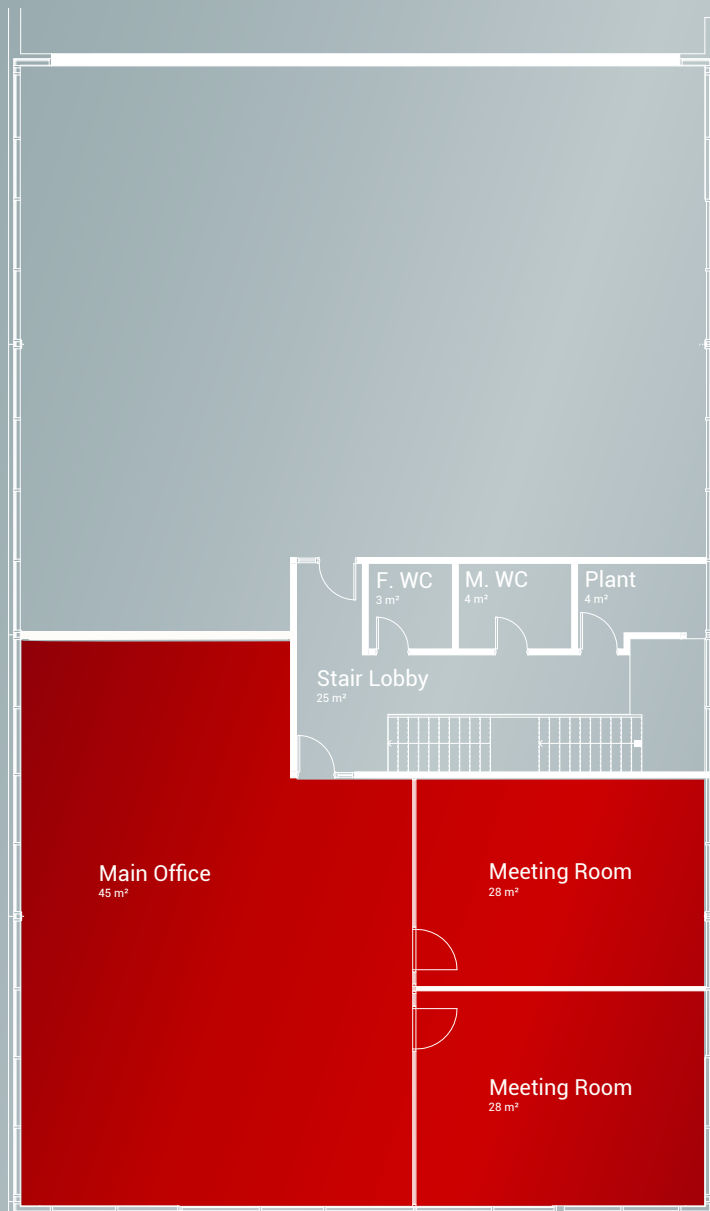 F. WC
3 m²
M. WC
4 m²
Plant
4 m²
Stair Lobby
25 m²
Main Office
45 m²
Meeting Room
28 m²
Meeting Room
28 m²